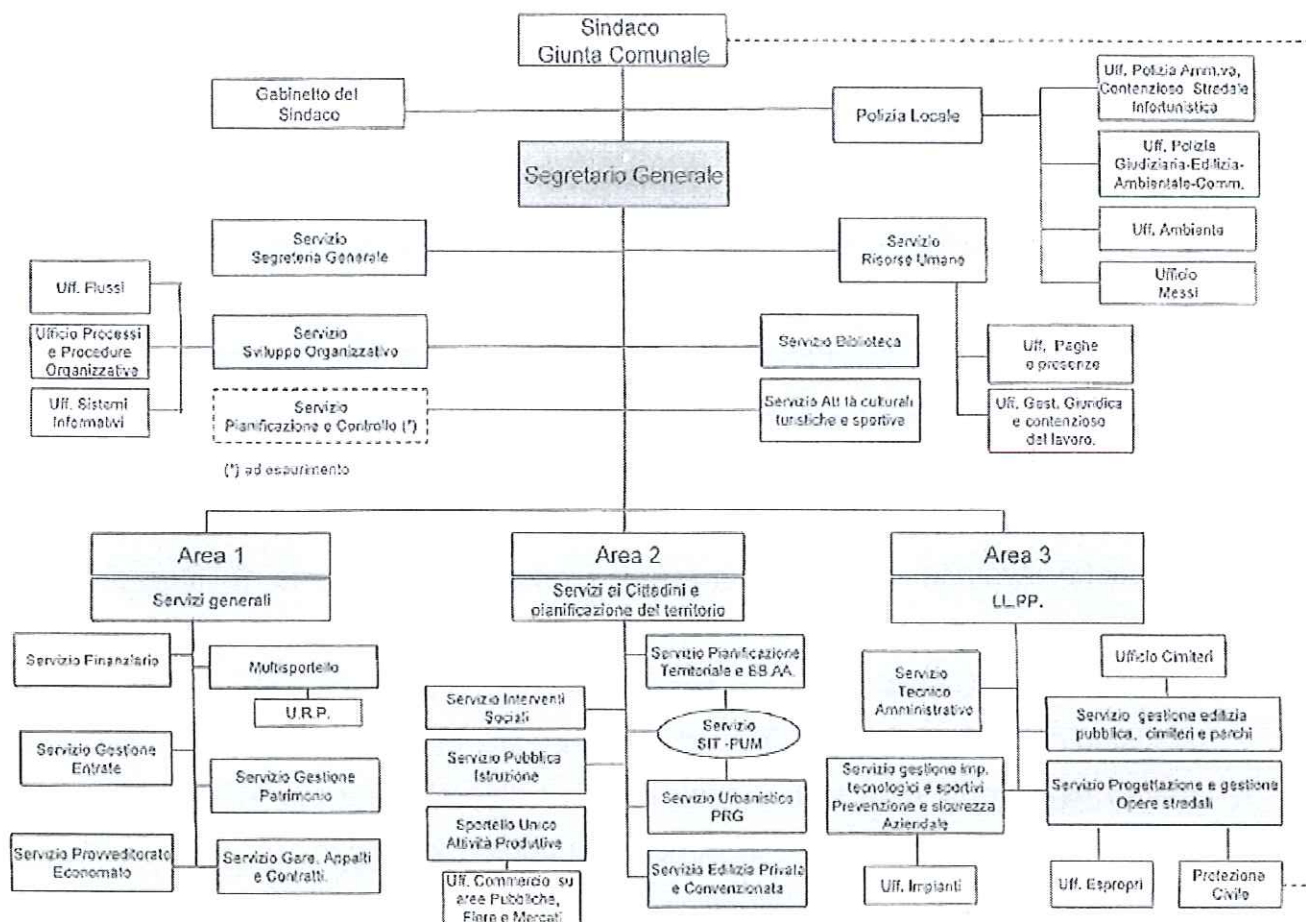 Sindaco
Giunta Comunale
Gabinetto del
Sindaco
Polizia Locale
Uff. Polizia Amm.va,
Contenzioso Stradale
Infortunistica
Uff. Polizia
Giudiziaria-Edilizia-
Ambientale-Comm.
Uff. Ambiente
Ufficio
Messi
Segretario Generale
Servizio
Segreteria Generale
Servizio
Risorse Umane
Uff. Flussi
Ufficio Processi
e Procedure
Organizzative
Uff. Sistemi
Informativi
Servizio
Sviluppo Organizzativo
Servizio
Pianificazione e Controllo (*)
(*) ad esaurimento
Servizio Biblioteca
Servizio Att.tà culturali
turistiche e sportive
Uff. Paghe
e presenze
Uff. Gest. Giuridica
e contenzioso
del lavoro.
Area 1
Servizi generali
Servizio Finanziario
Multisportello
U.R.P.
Servizio Gestione
Entrate
Servizio Gestione
Patrimonio
Servizio Provveditorato
Economato
Servizio Gare, Appalti
e Contratti.
Area 2
Servizi ai Cittadini e
pianificazione del territorio
Servizio Pianificazione
Territoriale e BB.AA.
Servizio Interventi
Sociali
Servizio
SIT -PUM
Servizio Pubblica
Istruzione
Servizio Urbanistica
PRG
Sportello Unico
Attività Produttive
Uff. Commercio su
aree Pubbliche,
Fiere e Mercati
Servizio Edilizia Privata
e Convenzionata
Area 3
LL.PP.
Ufficio Cimiteri
Servizio
Tecnico
Amministrativo
Servizio gestione edilizia
pubblica, cimiteri e parchi
Servizio gestione imp.
tecnologici e sportivi
Prevenzione e sicurezza
Aziendale
Servizio Progettazione e gestione
Opere stradali
Uff. Impianti
Uff. Espropri
Protezione
Civile